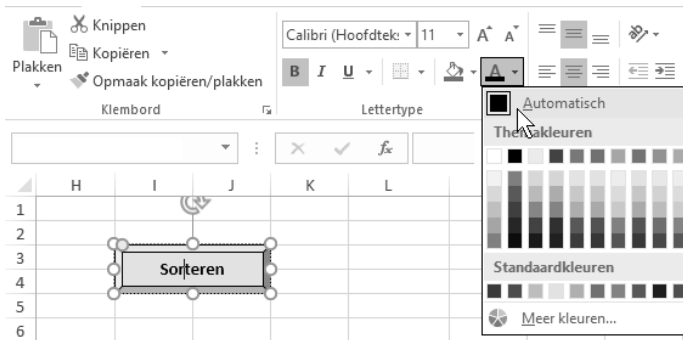 Plakken
Knippen
Kopiëren
Opmaak kopiëren/plakken
Klembord
Calibri (Hoofdteks 11 A A
B I U A
Lettertype
Automatisch
Themakleuren
Standaardkleuren
Meer kleuren...
fx
H I J K L
1
2
3
4
5
6
Sorteren